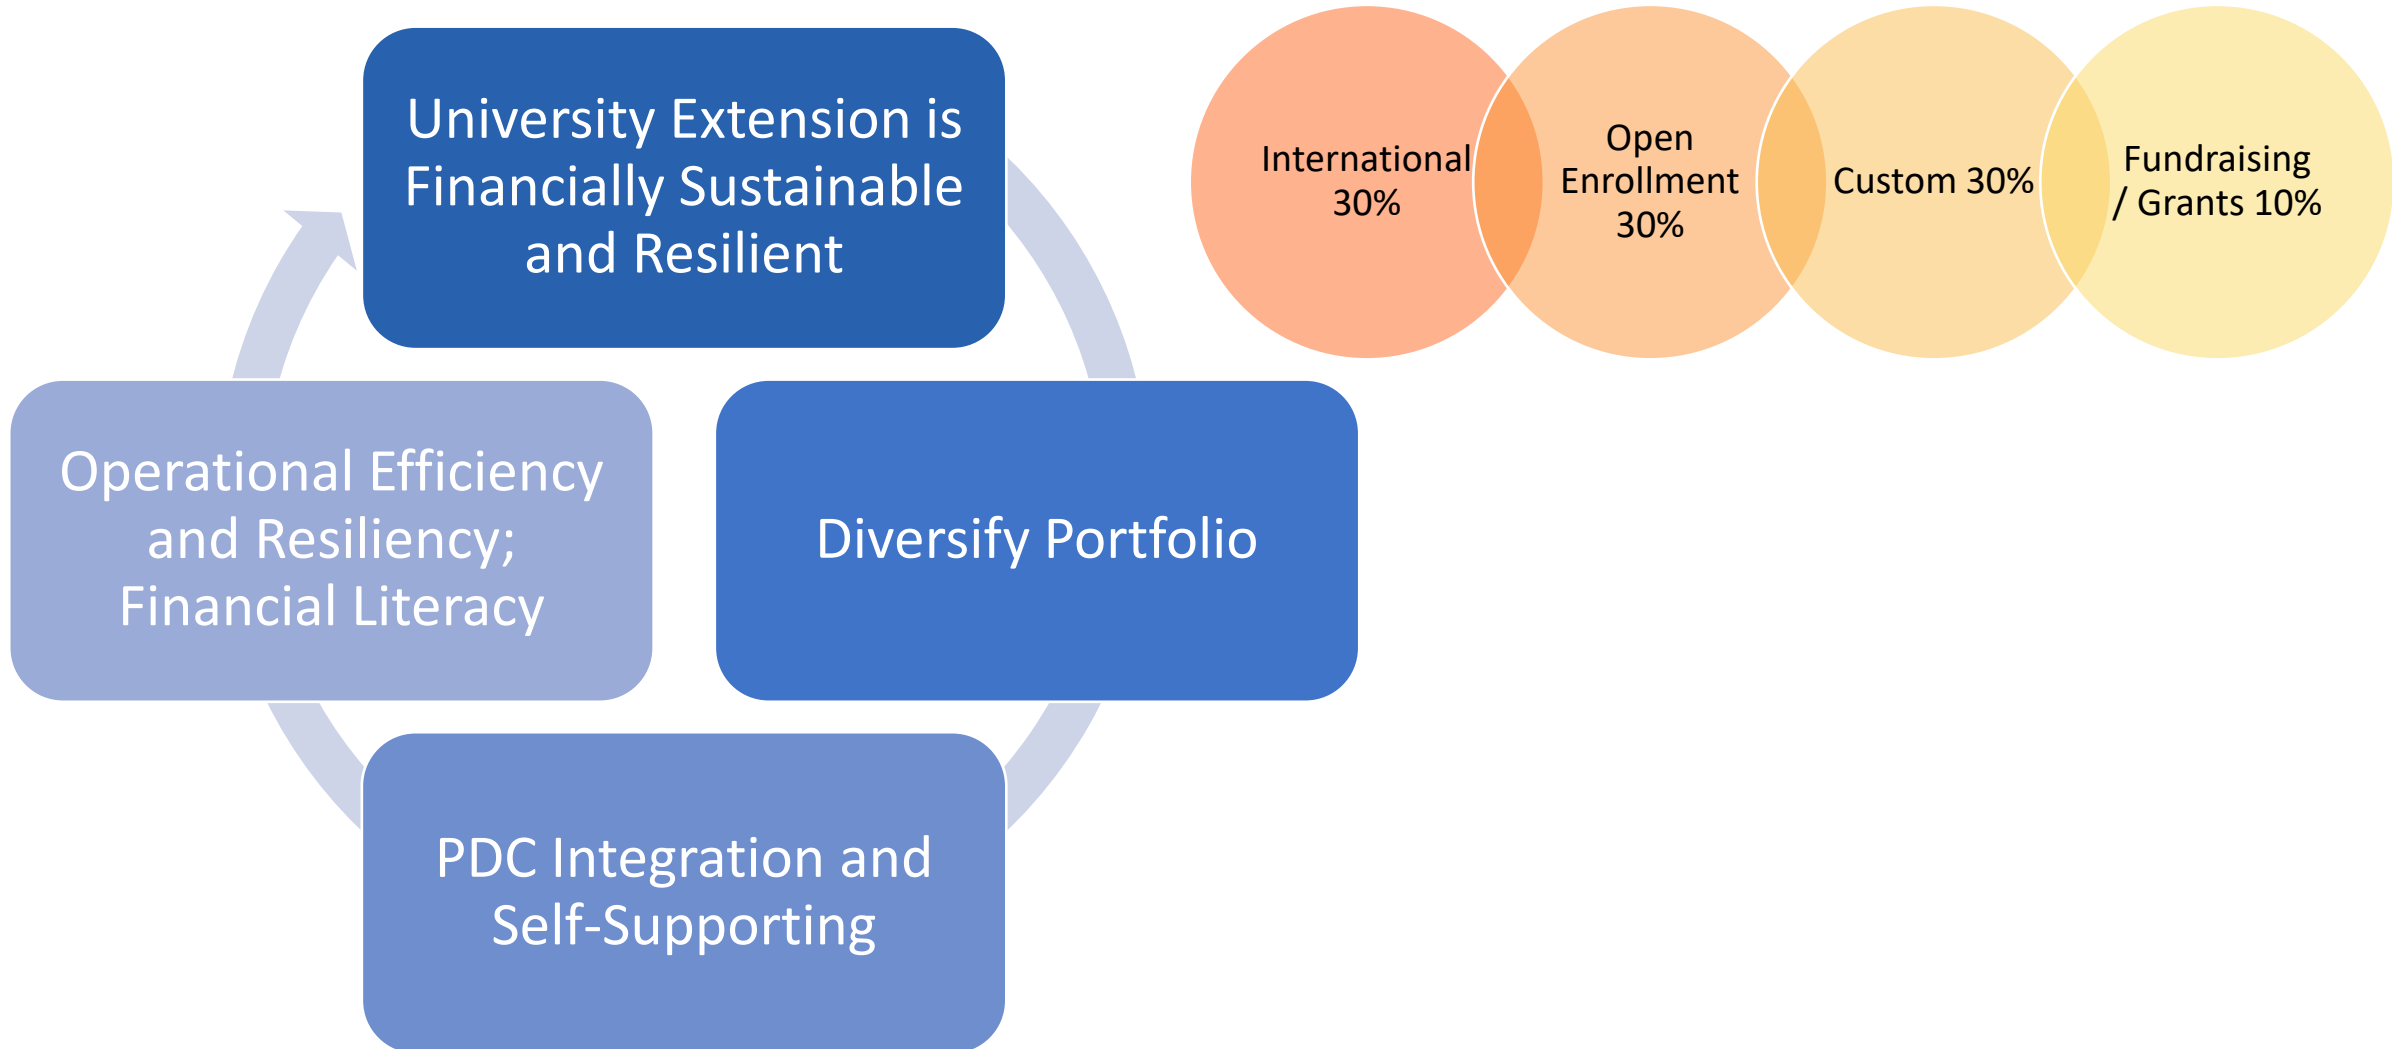 University Extension is
Financially Sustainable
and Resilient
Diversify Portfolio
PDC Integration and
Self-Supporting
Operational Efficiency
and Resiliency;
Financial Literacy
International
30%
Open
Enrollment
30%
Custom 30%
Fundraising
/ Grants 10%